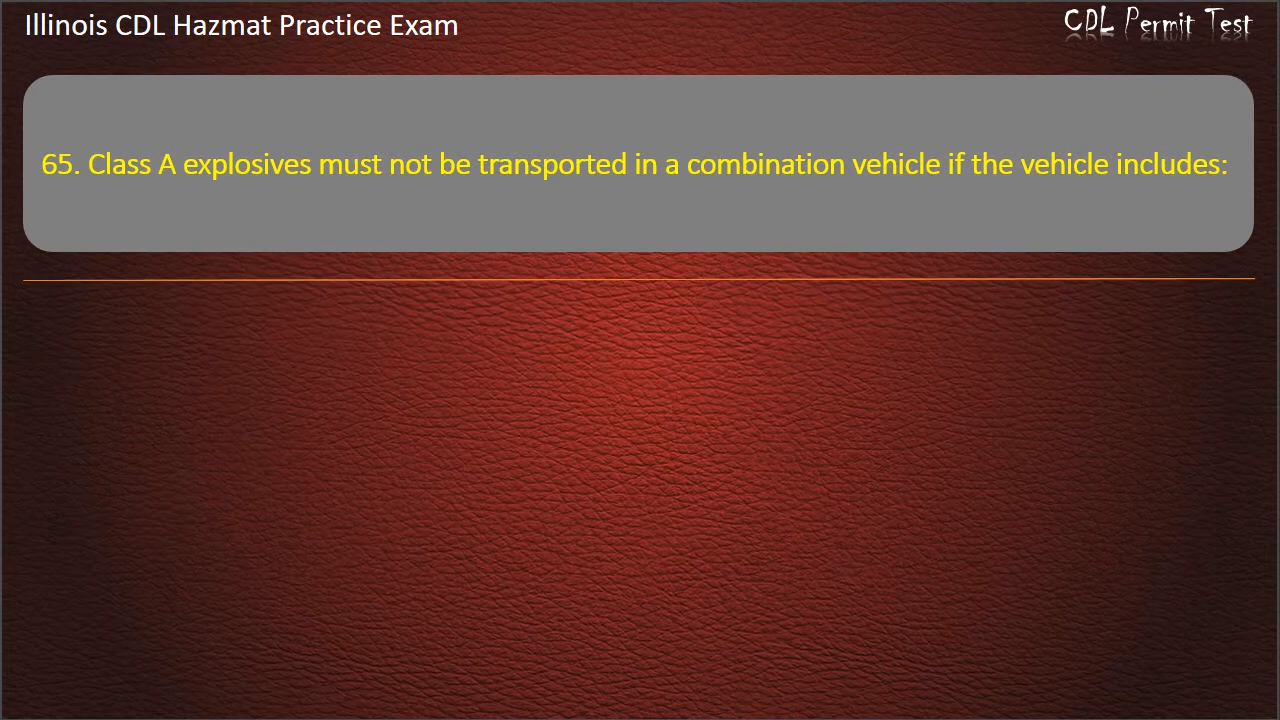 Illinois CDL Hazmat Practice Exam
CDL Permit Test
65. Class A explosives must not be transported in a combination vehicle if the vehicle includes: